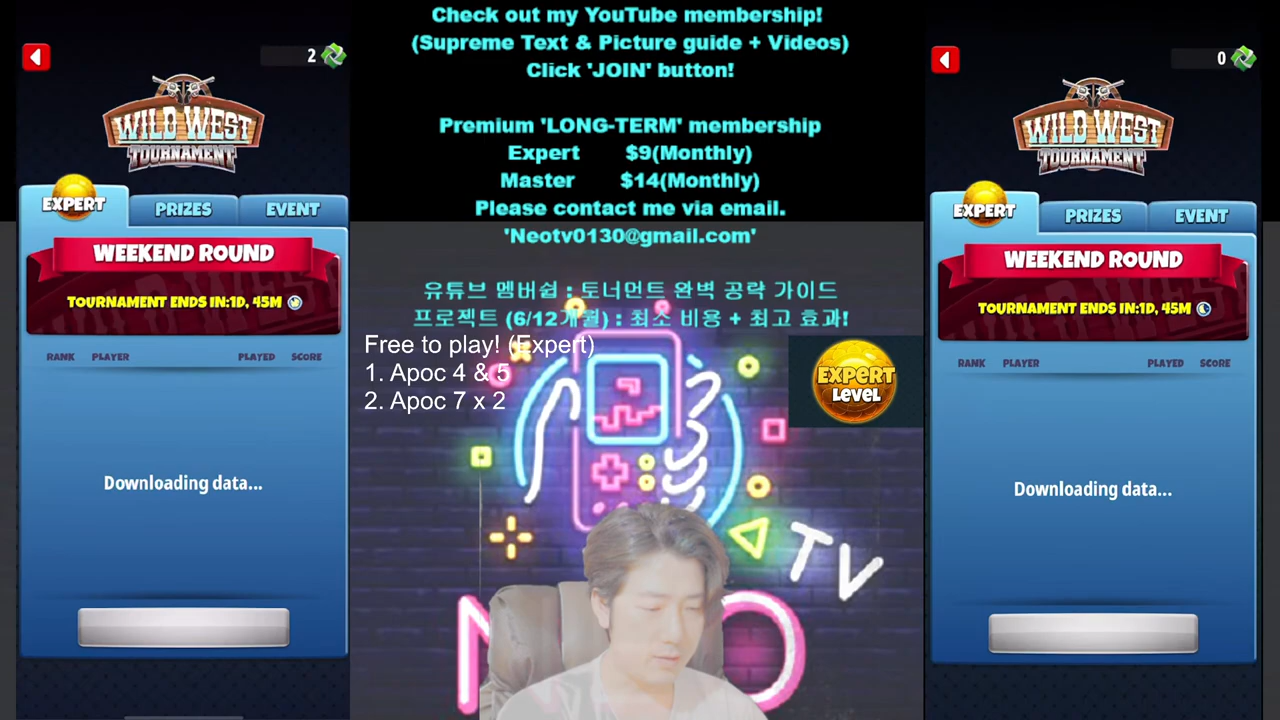 2
WILD WEST
TOURNAMENT
EXPERT
PRIZES
EVENT
WEEKEND ROUND
TOURNAMENT ENDS IN:1D, 45M
RANK PLAYER PLAYED SCORE
Downloading data...
Check out my YouTube membership!
(Supreme Text & Picture guide + Videos)
Click 'JOIN' button!
Premium 'LONG-TERM' membership
Expert $9(Monthly)
Master $14(Monthly)
Please contact me via email.
'Neotv0130@gmail.com'
유튜브 멤버쉽 : 토너먼트 완벽 공략 가이드
프로젝트 (6/12개월) : 최소 비용 + 최고 효과!
Free to play! (Expert)
1. Apoc 4 & 5
2. Apoc 7 x 2
EXPERT
LEVEL
TV
N O
0
WILD WEST
TOURNAMENT
EXPERT
PRIZES
EVENT
WEEKEND ROUND
TOURNAMENT ENDS IN:1D, 45M
RANK PLAYER PLAYED SCORE
Downloading data...